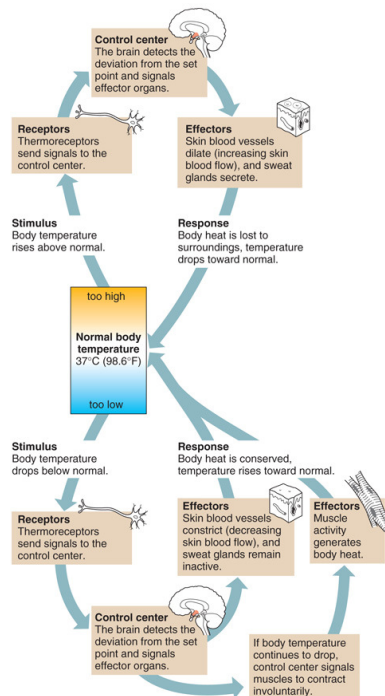 Control center
The brain detects the
deviation from the set
point and signals
effector organs.
Receptors
Thermoreceptors
send signals to the
control center.
Effectors
Skin blood vessels
dilate (increasing skin
blood flow), and sweat
glands secrete.
Stimulus
Body temperature
rises above normal.
Response
Body heat is lost to
surroundings, temperature
drops toward normal.
too high
Normal body
temperature
37°C (98.6°F)
too low
Stimulus
Body temperature
drops below normal.
Response
Body heat is conserved,
temperature rises toward normal.
Receptors
Thermoreceptors
send signals to the
control center.
Effectors
Skin blood vessels
constrict (decreasing
skin blood flow), and
sweat glands remain
inactive.
Effectors
Muscle
activity
generates
body heat.
Control center
The brain detects the
deviation from the set
point and signals
effector organs.
If body temperature
continues to drop,
control center signals
muscles to contract
involuntarily.